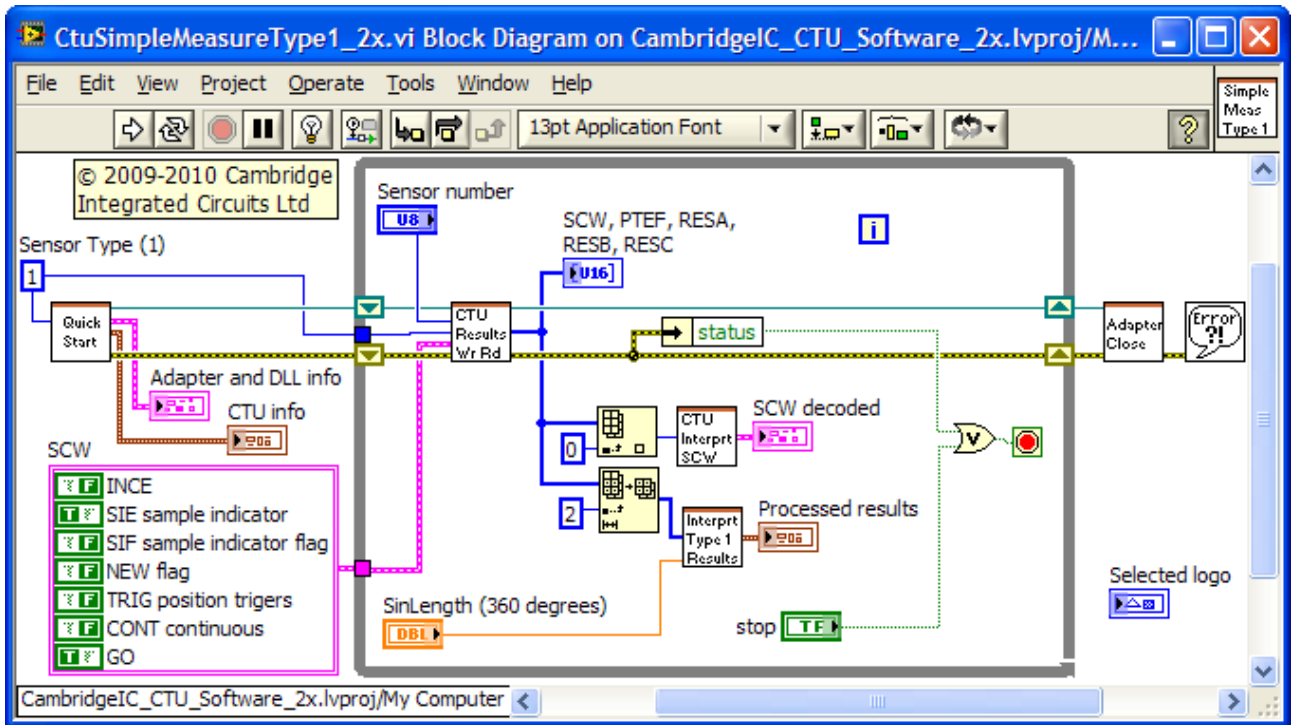 CtuSimpleMeasureType1_2x.vi Block Diagram on CambridgeIC_CTU_Software_2x.lvproj/M...
File Edit View Project Operate Tools Window Help
13pt Application Font
Simple
Meas
Type 1
© 2009-2010 Cambridge
Integrated Circuits Ltd
Sensor Type (1)
1
Quick
Start
Adapter and DLL info
CTU info
SCW
F INCE
T SIE sample indicator
F SIF sample indicator flag
F NEW flag
F TRIG position trigers
F CONT continuous
T GO
Sensor number
U8
SCW, PTEF, RESA,
RESB, RESC
[U16]
i
CTU
Results
Wr Rd
status
0
CTU
Interprt
SCW
SCW decoded
2
Interprt
Type 1
Results
Processed results
SinLength (360 degrees)
DBL
stop TF
V
Adapter
Close
Error
?!
Selected logo
CambridgeIC_CTU_Software_2x.lvproj/My Computer